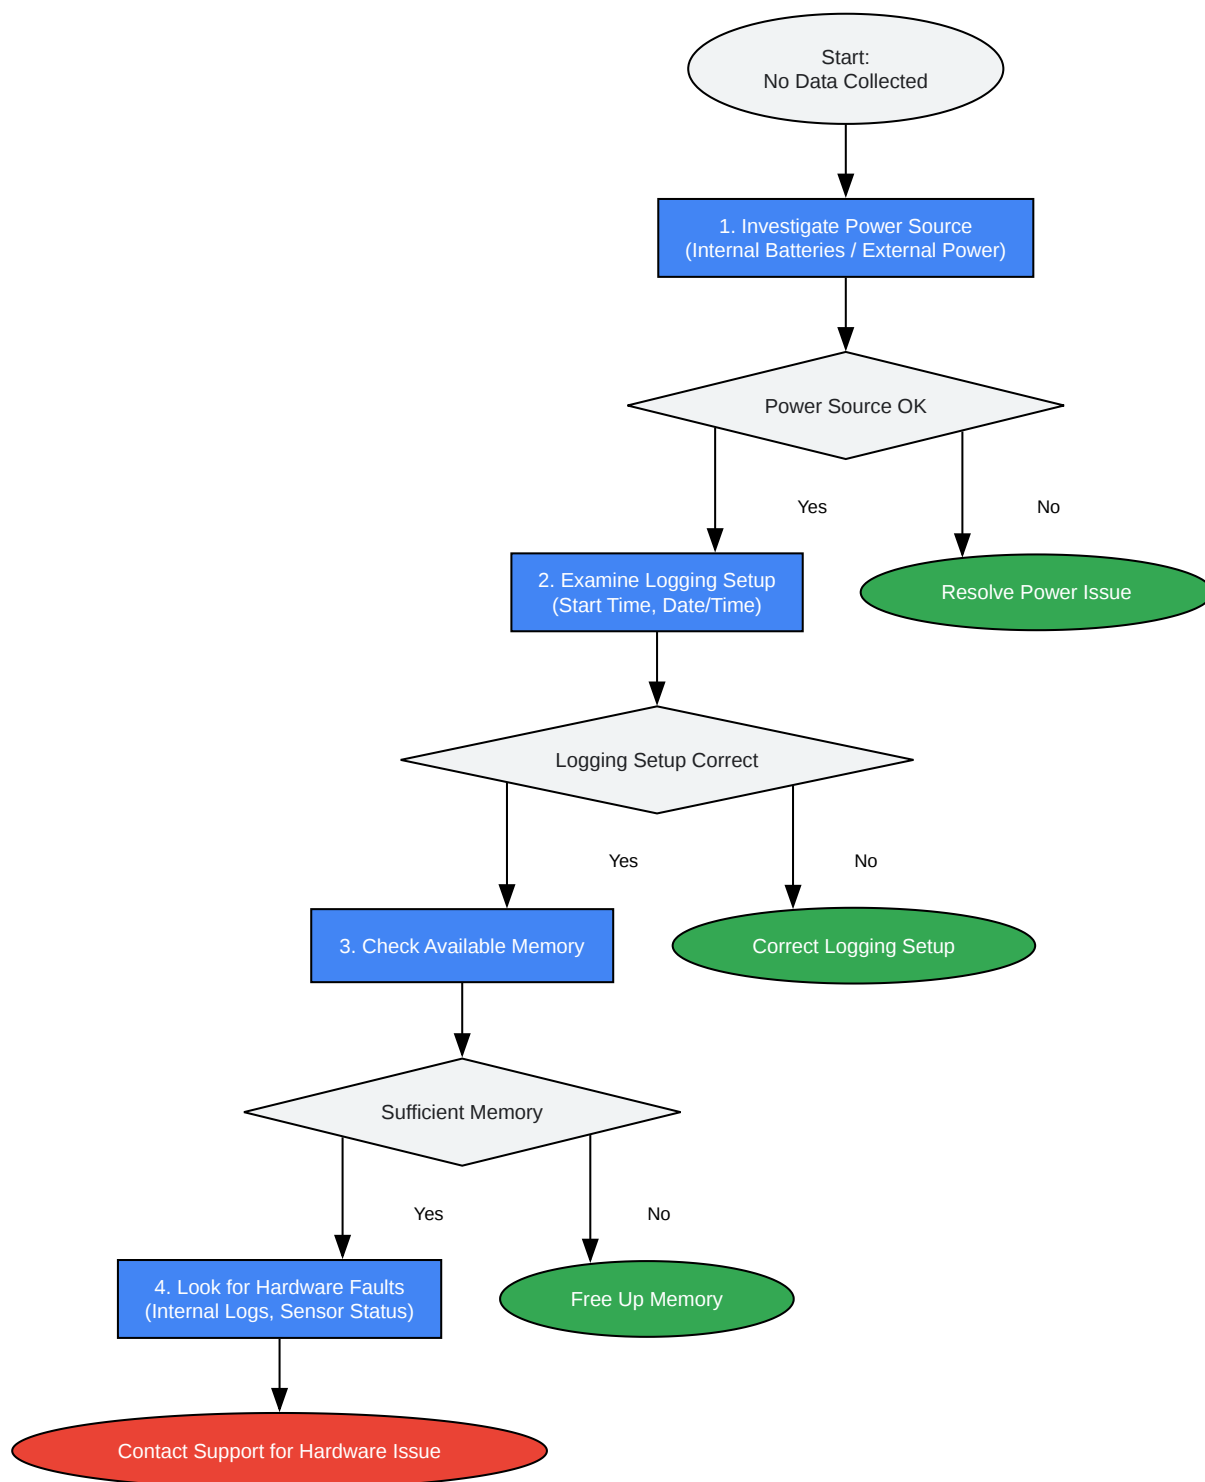 Start:
No Data Collected
1. Investigate Power Source
(Internal Batteries / External Power)
Power Source OK
Yes
No
2. Examine Logging Setup
(Start Time, Date/Time)
Resolve Power Issue
Logging Setup Correct
Yes
No
3. Check Available Memory
Correct Logging Setup
Sufficient Memory
Yes
No
4. Look for Hardware Faults
(Internal Logs, Sensor Status)
Free Up Memory
Contact Support for Hardware Issue